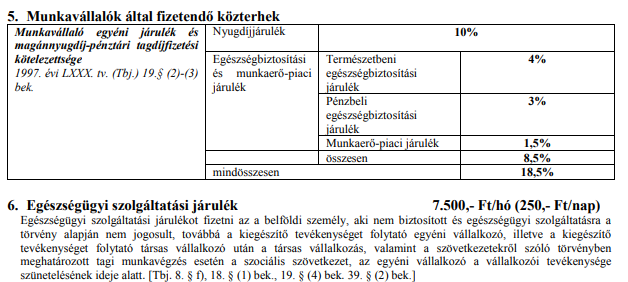 5. Munkavállalók által fizetendő közterhek
Munkavállaló egyéni járulék és magánnyugdíj-pénztári tagdíjfizetési kötelezettsége
1997. évi LXXX. tv. (Tbj.) 19.§ (2)-(3) bek.
Nyugdíjjárulék 10%
Egészségbiztosítási és munkaerő-piaci járulék
Természetbeni egészségbiztosítási járulék 4%
Pénzbeli egészségbiztosítási járulék 3%
Munkaerő-piaci járulék 1,5%
összesen 8,5%
mindösszesen 18,5%
6. Egészségügyi szolgáltatási járulék 7.500,- Ft/hó (250,- Ft/nap)
Egészségügyi szolgáltatási járulékot fizetni az a belföldi személy, aki nem biztosított és egészségügyi szolgáltatásra a
törvény alapján nem jogosult, továbbá a kiegészítő tevékenységet folytató egyéni vállalkozó, illetve a kiegészítő
tevékenységet folytató társas vállalkozó után a társas vállalkozás, valamint a szövetkezetekről szóló törvényben
meghatározott tagi munkavégzés esetén a szociális szövetkezet, az egyéni vállalkozó a vállalkozói tevékenysége
szünetelésének ideje alatt. [Tbj. 8. § f), 18. § (1) bek., 19. § (4) bek. 39. § (2) bek.]